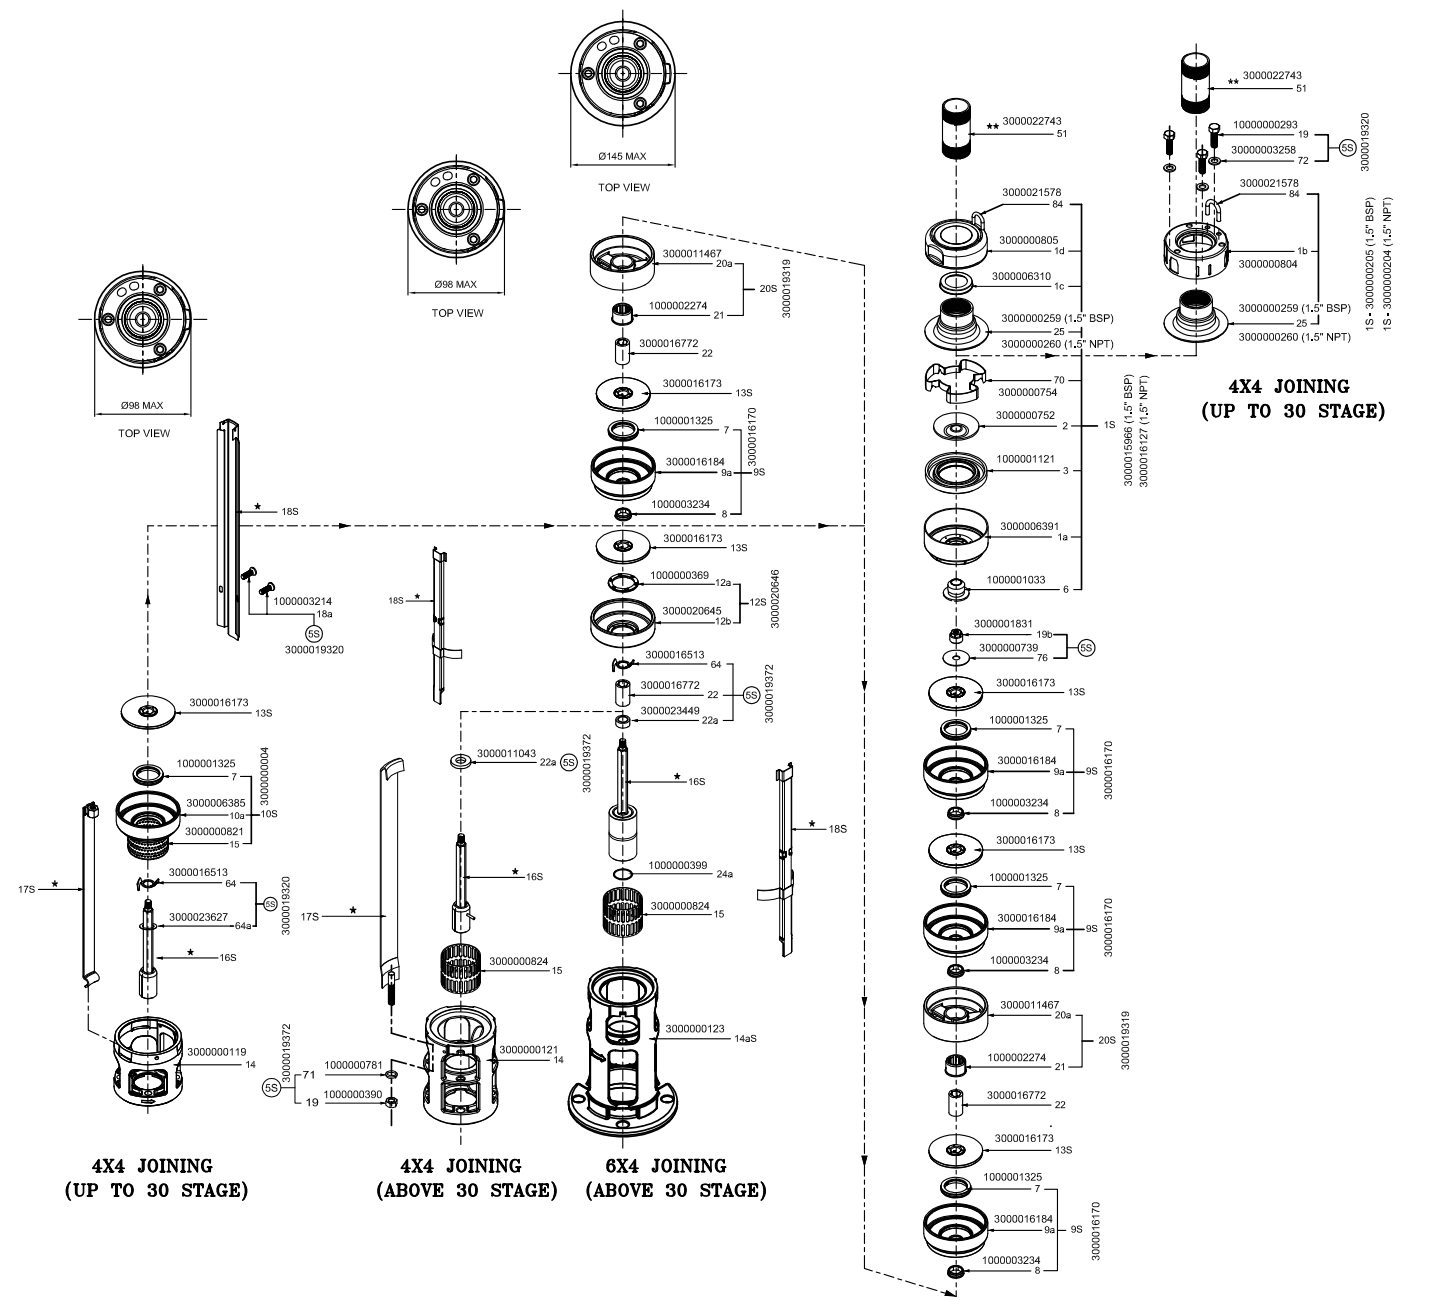 Ø145 MAX
TOP VIEW
Ø98 MAX
TOP VIEW
Ø98 MAX
TOP VIEW
★
18S
1000003214
18a
5S
3000019320
3000016173
13S
1000001325
7
3000006385
10a
10S
3000000821
15
3000000004
3000016513
64
5S
3000023627
64a
3000019320
★
16S
17S
★
3000000119
14
4X4 JOINING
(UP TO 30 STAGE)
18S
★
3000011043
22a
5S
3000019372
★
16S
17S
★
3000000824
15
3000000121
14
3000019372
5S
71
1000000781
19
1000000390
4X4 JOINING
(ABOVE 30 STAGE)
3000011467
20a
20S
1000002274
21
3000019319
3000016772
22
3000016173
13S
1000001325
7
3000016184
9a
9S
1000003234
8
3000016170
3000016173
13S
1000000369
12a
12S
3000020645
12b
3000020646
3000016513
64
3000016772
22
5S
3000023449
22a
3000019372
★
16S
★
18S
1000000399
24a
3000000824
15
3000000123
14aS
6X4 JOINING
(ABOVE 30 STAGE)
★★ 3000022743
51
3000021578
84
3000000805
1d
3000006310
1c
3000000259 (1.5" BSP)
25
3000000260 (1.5" NPT)
70
3000000754
3000000752
2
1S
1000001121
3
3000015966 (1.5" BSP)
3000016127 (1.5" NPT)
3000006391
1a
1000001033
6
3000001831
19b
5S
3000000739
76
3000016173
13S
1000001325
7
3000016184
9a
9S
1000003234
8
3000016170
3000016173
13S
1000001325
7
3000016184
9a
9S
1000003234
8
3000016170
3000011467
20a
20S
1000002274
21
3000019319
3000016772
22
3000016173
13S
1000001325
7
3000016184
9a
9S
1000003234
8
3000016170
★★ 3000022743
51
10000000293
19
5S
30000003258
72
3000019320
3000021578
84
1b
3000000804
3000000259 (1.5" BSP)
25
3000000260 (1.5" NPT)
1S - 3000000205 (1.5" BSP)
1S - 3000000204 (1.5" NPT)
4X4 JOINING
(UP TO 30 STAGE)